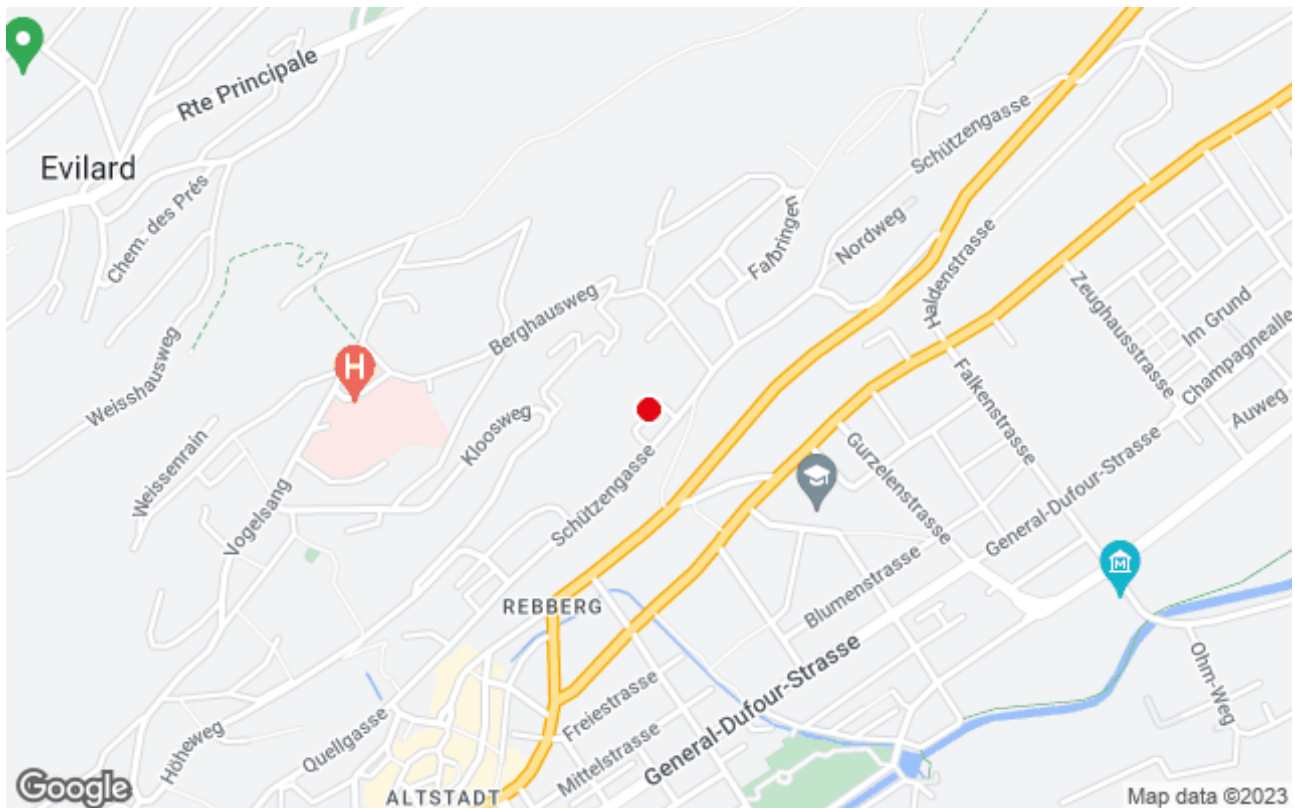 Rte Principale
Evilard
Chem. des Prés
Schützengasse
Falbringen
Nordweg
Haldenstrasse
Zeughausstrasse
Im Grund
Champagneallee
Auweg
Weisshausweg
Berghausweg
H
Kloosweg
Falkenstrasse
Weissenrain
Vogelsang
Schützengasse
Gurzelenstrasse
General-Dufour-Strasse
Blumenstrasse
M
REBBERG
Ohm-Weg
Freiestrasse
General-Dufour-Strasse
Quellgasse
Höheweg
Mittelstrasse
ALTSTADT
Google
Map data ©2023